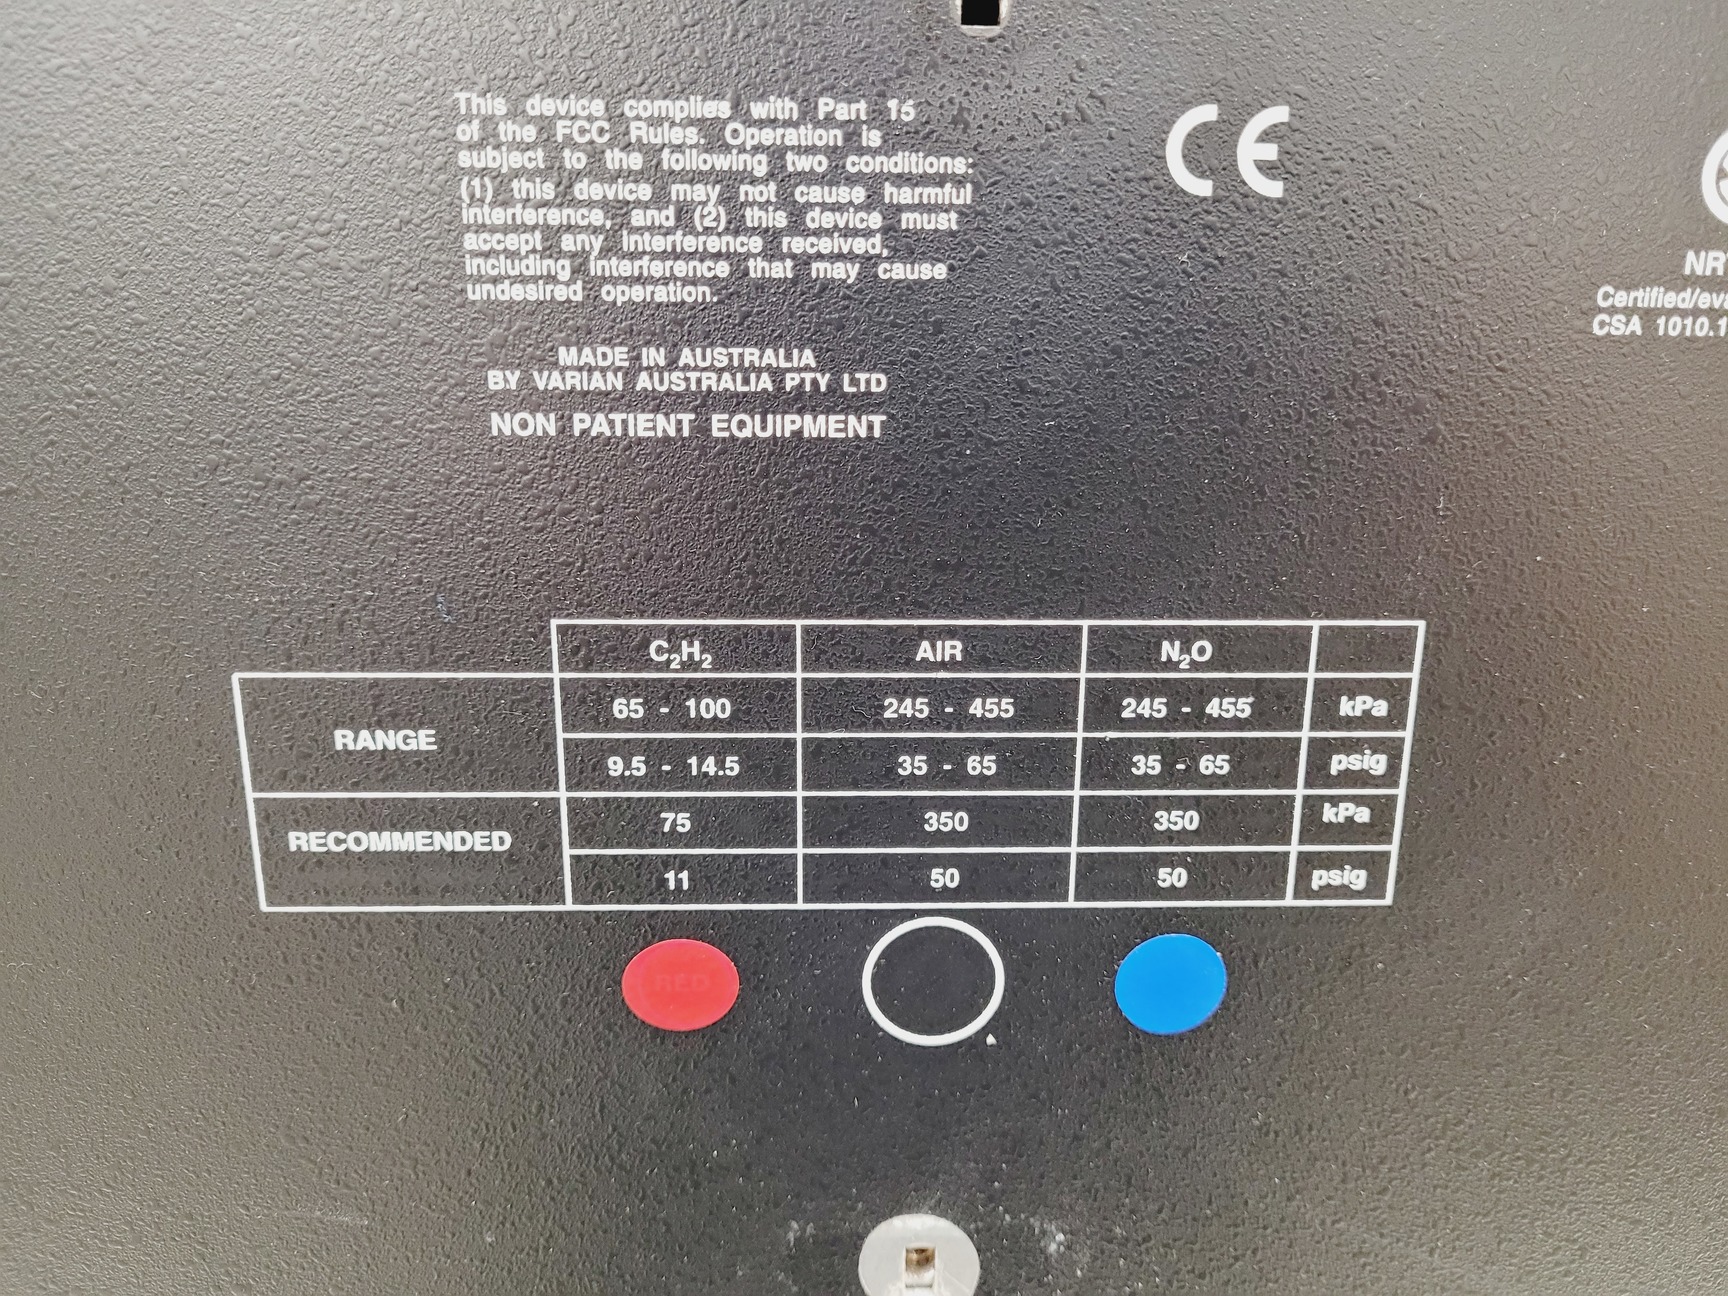 This device complies with Part 15
of the FCC Rules. Operation is
subject to the following two conditions:
(1) this device may not cause harmful
interference, and (2) this device must
accept any interference received,
including interference that may cause
undesired operation.
MADE IN AUSTRALIA
BY VARIAN AUSTRALIA PTY LTD
NON PATIENT EQUIPMENT
CE
CSA 1010.1
C₂H₂ AIR N₂O
RANGE
65 - 100 245 - 455 245 - 455 kPa
9.5 - 14.5 35 - 65 35 - 65 psig
RECOMMENDED
75 350 350 kPa
11 50 50 psig
RED